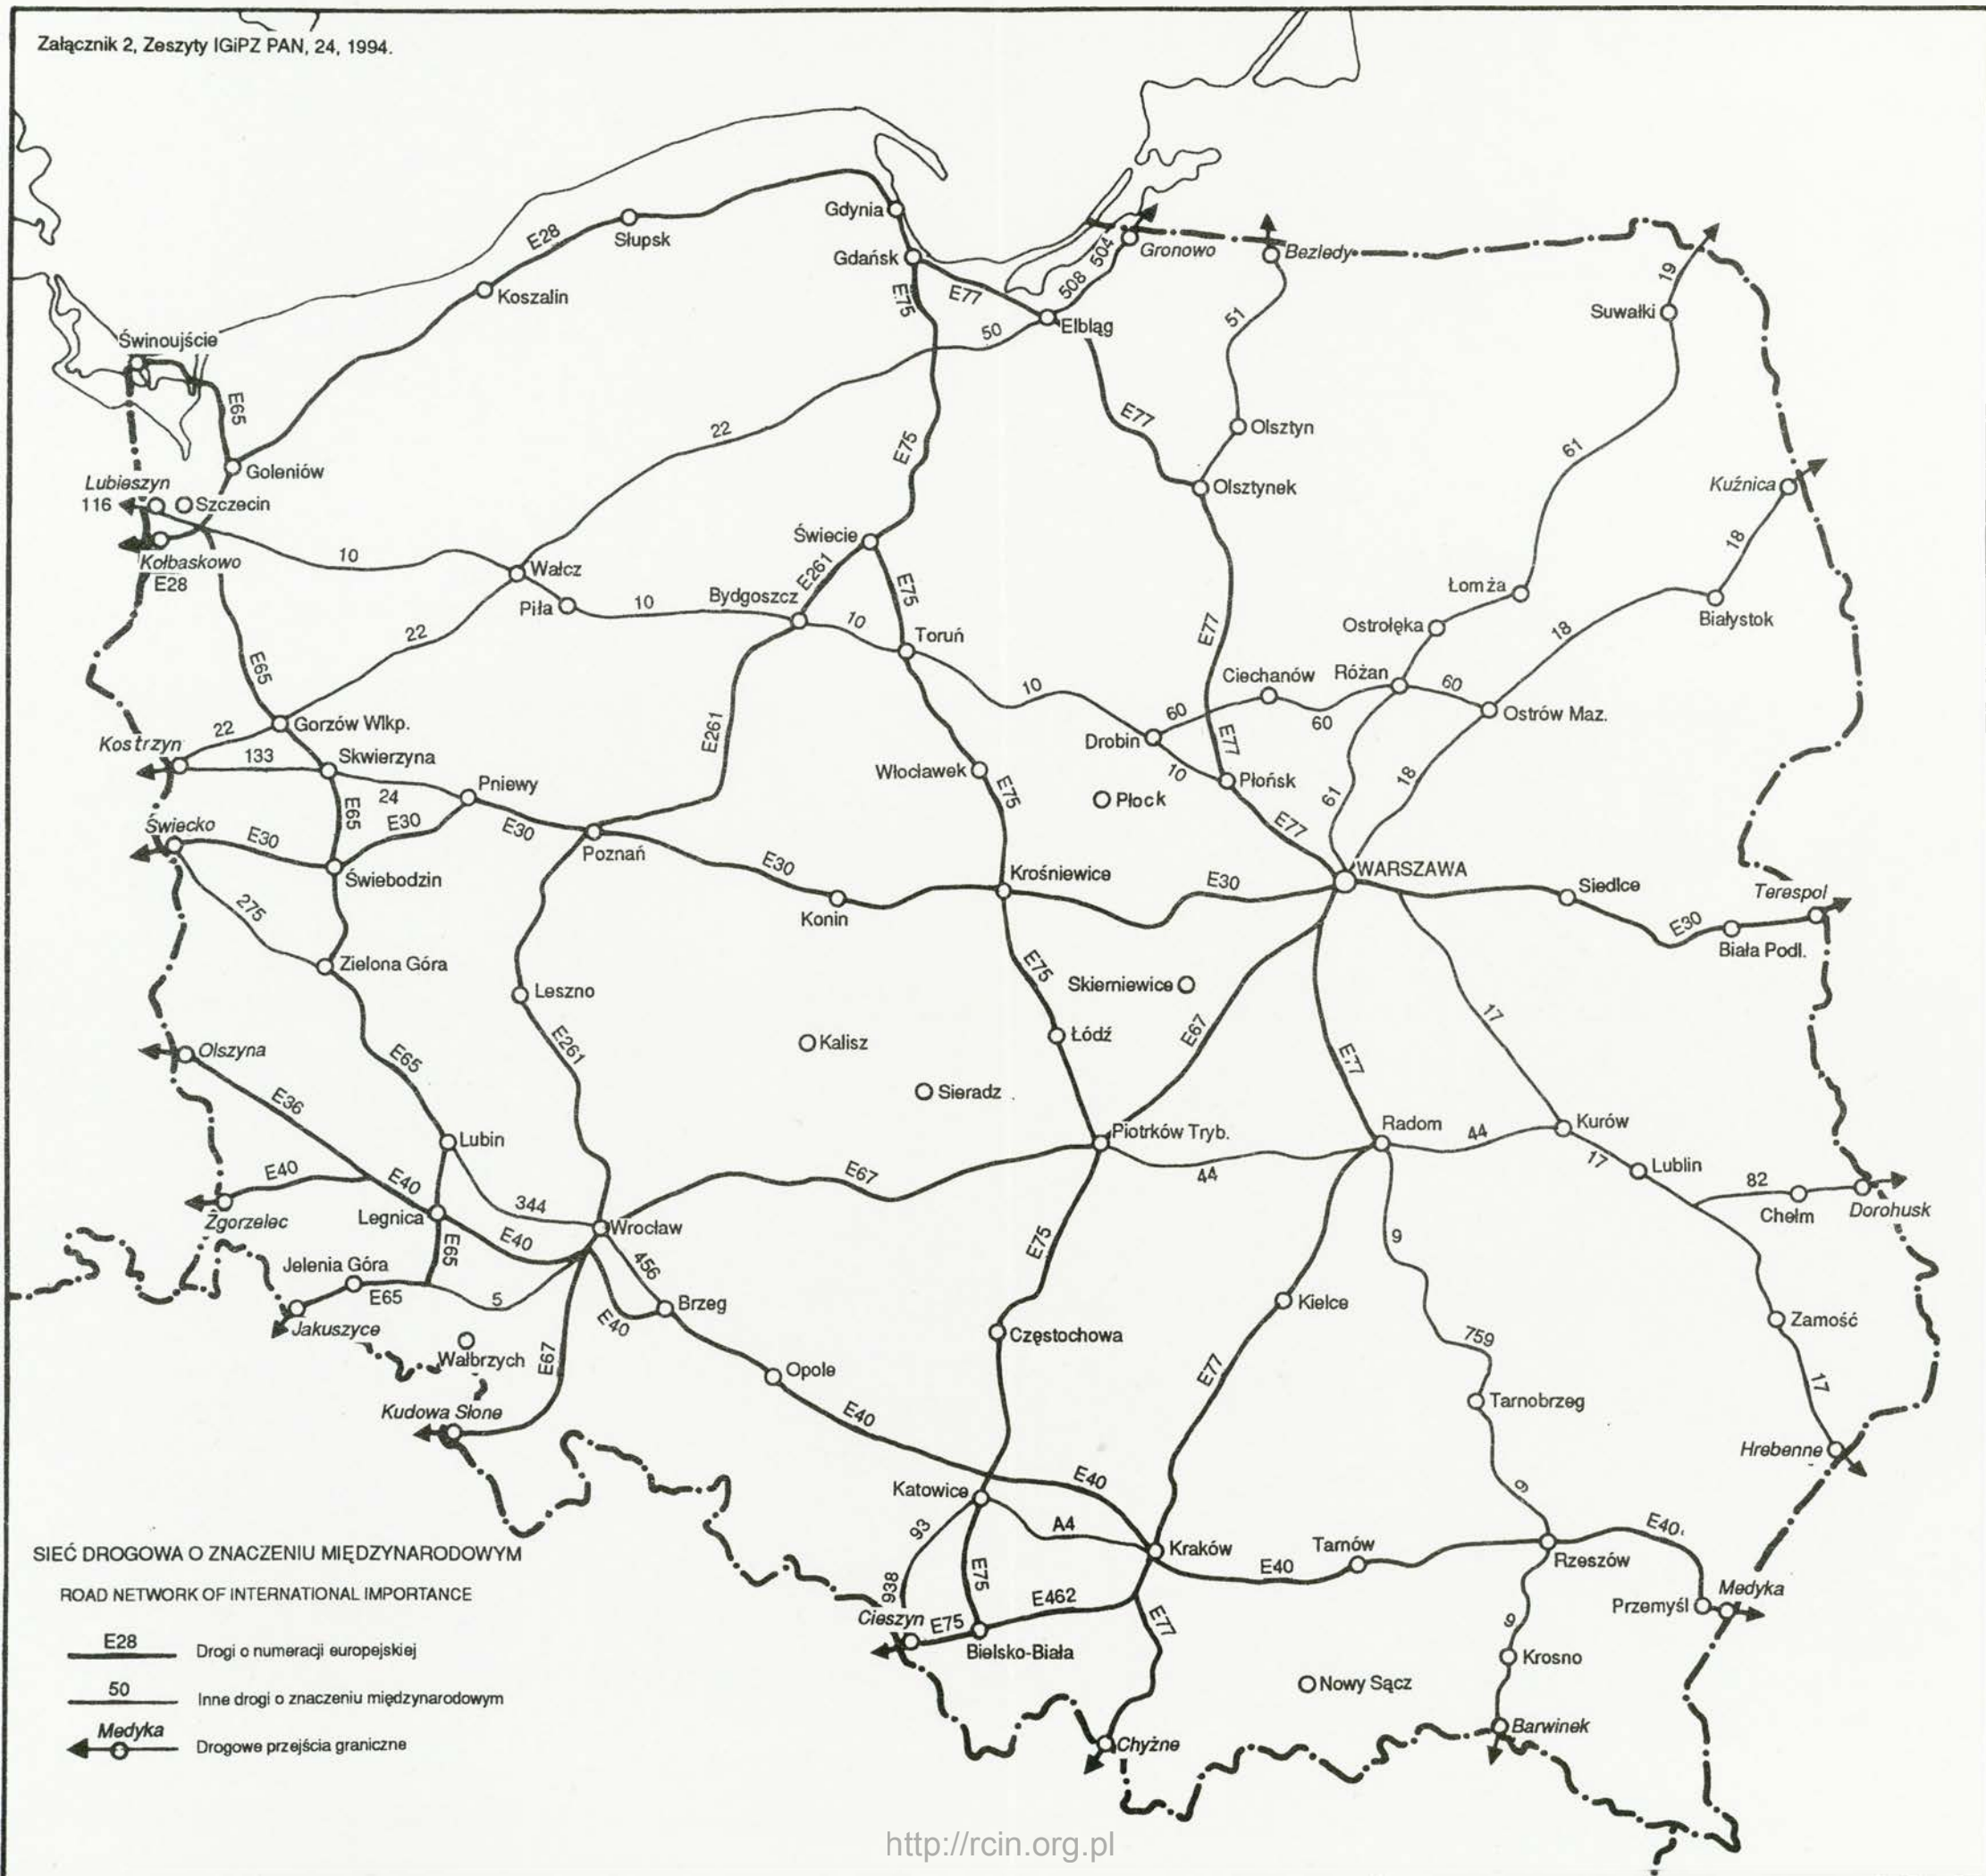 Załącznik 2, Zeszyty IGiPZ PAN, 24, 1994.
Gdynia
E28
Słupsk
Gdańsk
504
Gronowo
Bezledy
19
Koszalin
E75
E77
508
Suwałki
Elbląg
50
51
Świnoujście
E65
22
E77
Olsztyn
E75
61
Goleniów
Lubieszyn
116
Szczecin
Olsztynek
Kuźnica
Kołbaskowo
E28
10
Świecie
18
Wałcz
E261
Piła
10
Bydgoszcz
E75
Łomża
Białystok
22
10
Toruń
E77
Ostrołęka
18
E65
Ciechanów
Różan
60
10
60
60
Ostrów Maz.
22
Gorzów Wlkp.
E261
Drobin
E77
Kostrzyn
133
Skwierzyna
Włocławek
10
Płońsk
18
24
Pniewy
E75
Płock
61
E65
E30
E30
E77
Świecko
E30
Poznań
E30
Krośniewice
WARSZAWA
Świebodzin
E30
Siedlce
Terespol
275
Konin
E30
Biała Podl.
Zielona Góra
E75
Skierniewice
Leszno
17
Olszyna
E65
E261
Kalisz
Łódź
E67
E77
E36
Sieradz
Lubin
Piotrków Tryb.
Radom
44
Kurów
E40
E40
E67
44
17
Lublin
82
344
Zgorzelec
Legnica
Wrocław
Chełm
Dorohusk
E65
E40
456
E75
9
Jelenia Góra
E65
5
Brzeg
Kielce
Jakuszyce
E40
Częstochowa
759
Zamość
Wałbrzych
E67
Opole
E77
17
Kudowa Słone
E40
Tarnobrzeg
Hrebenne
Katowice
E40
9
93
A4
Kraków
Tarnów
E40
Rzeszów
E40
938
E75
E462
Przemyśl
Medyka
Cieszyn
E75
E77
9
Bielsko-Biała
Krosno
Nowy Sącz
Chyżne
Barwinek
SIEĆ DROGOWA O ZNACZENIU MIĘDZYNARODOWYM
ROAD NETWORK OF INTERNATIONAL IMPORTANCE
E28
Drogi o numeracji europejskiej
50
Inne drogi o znaczeniu międzynarodowym
Medyka
Drogowe przejścia graniczne
http://rcin.org.pl